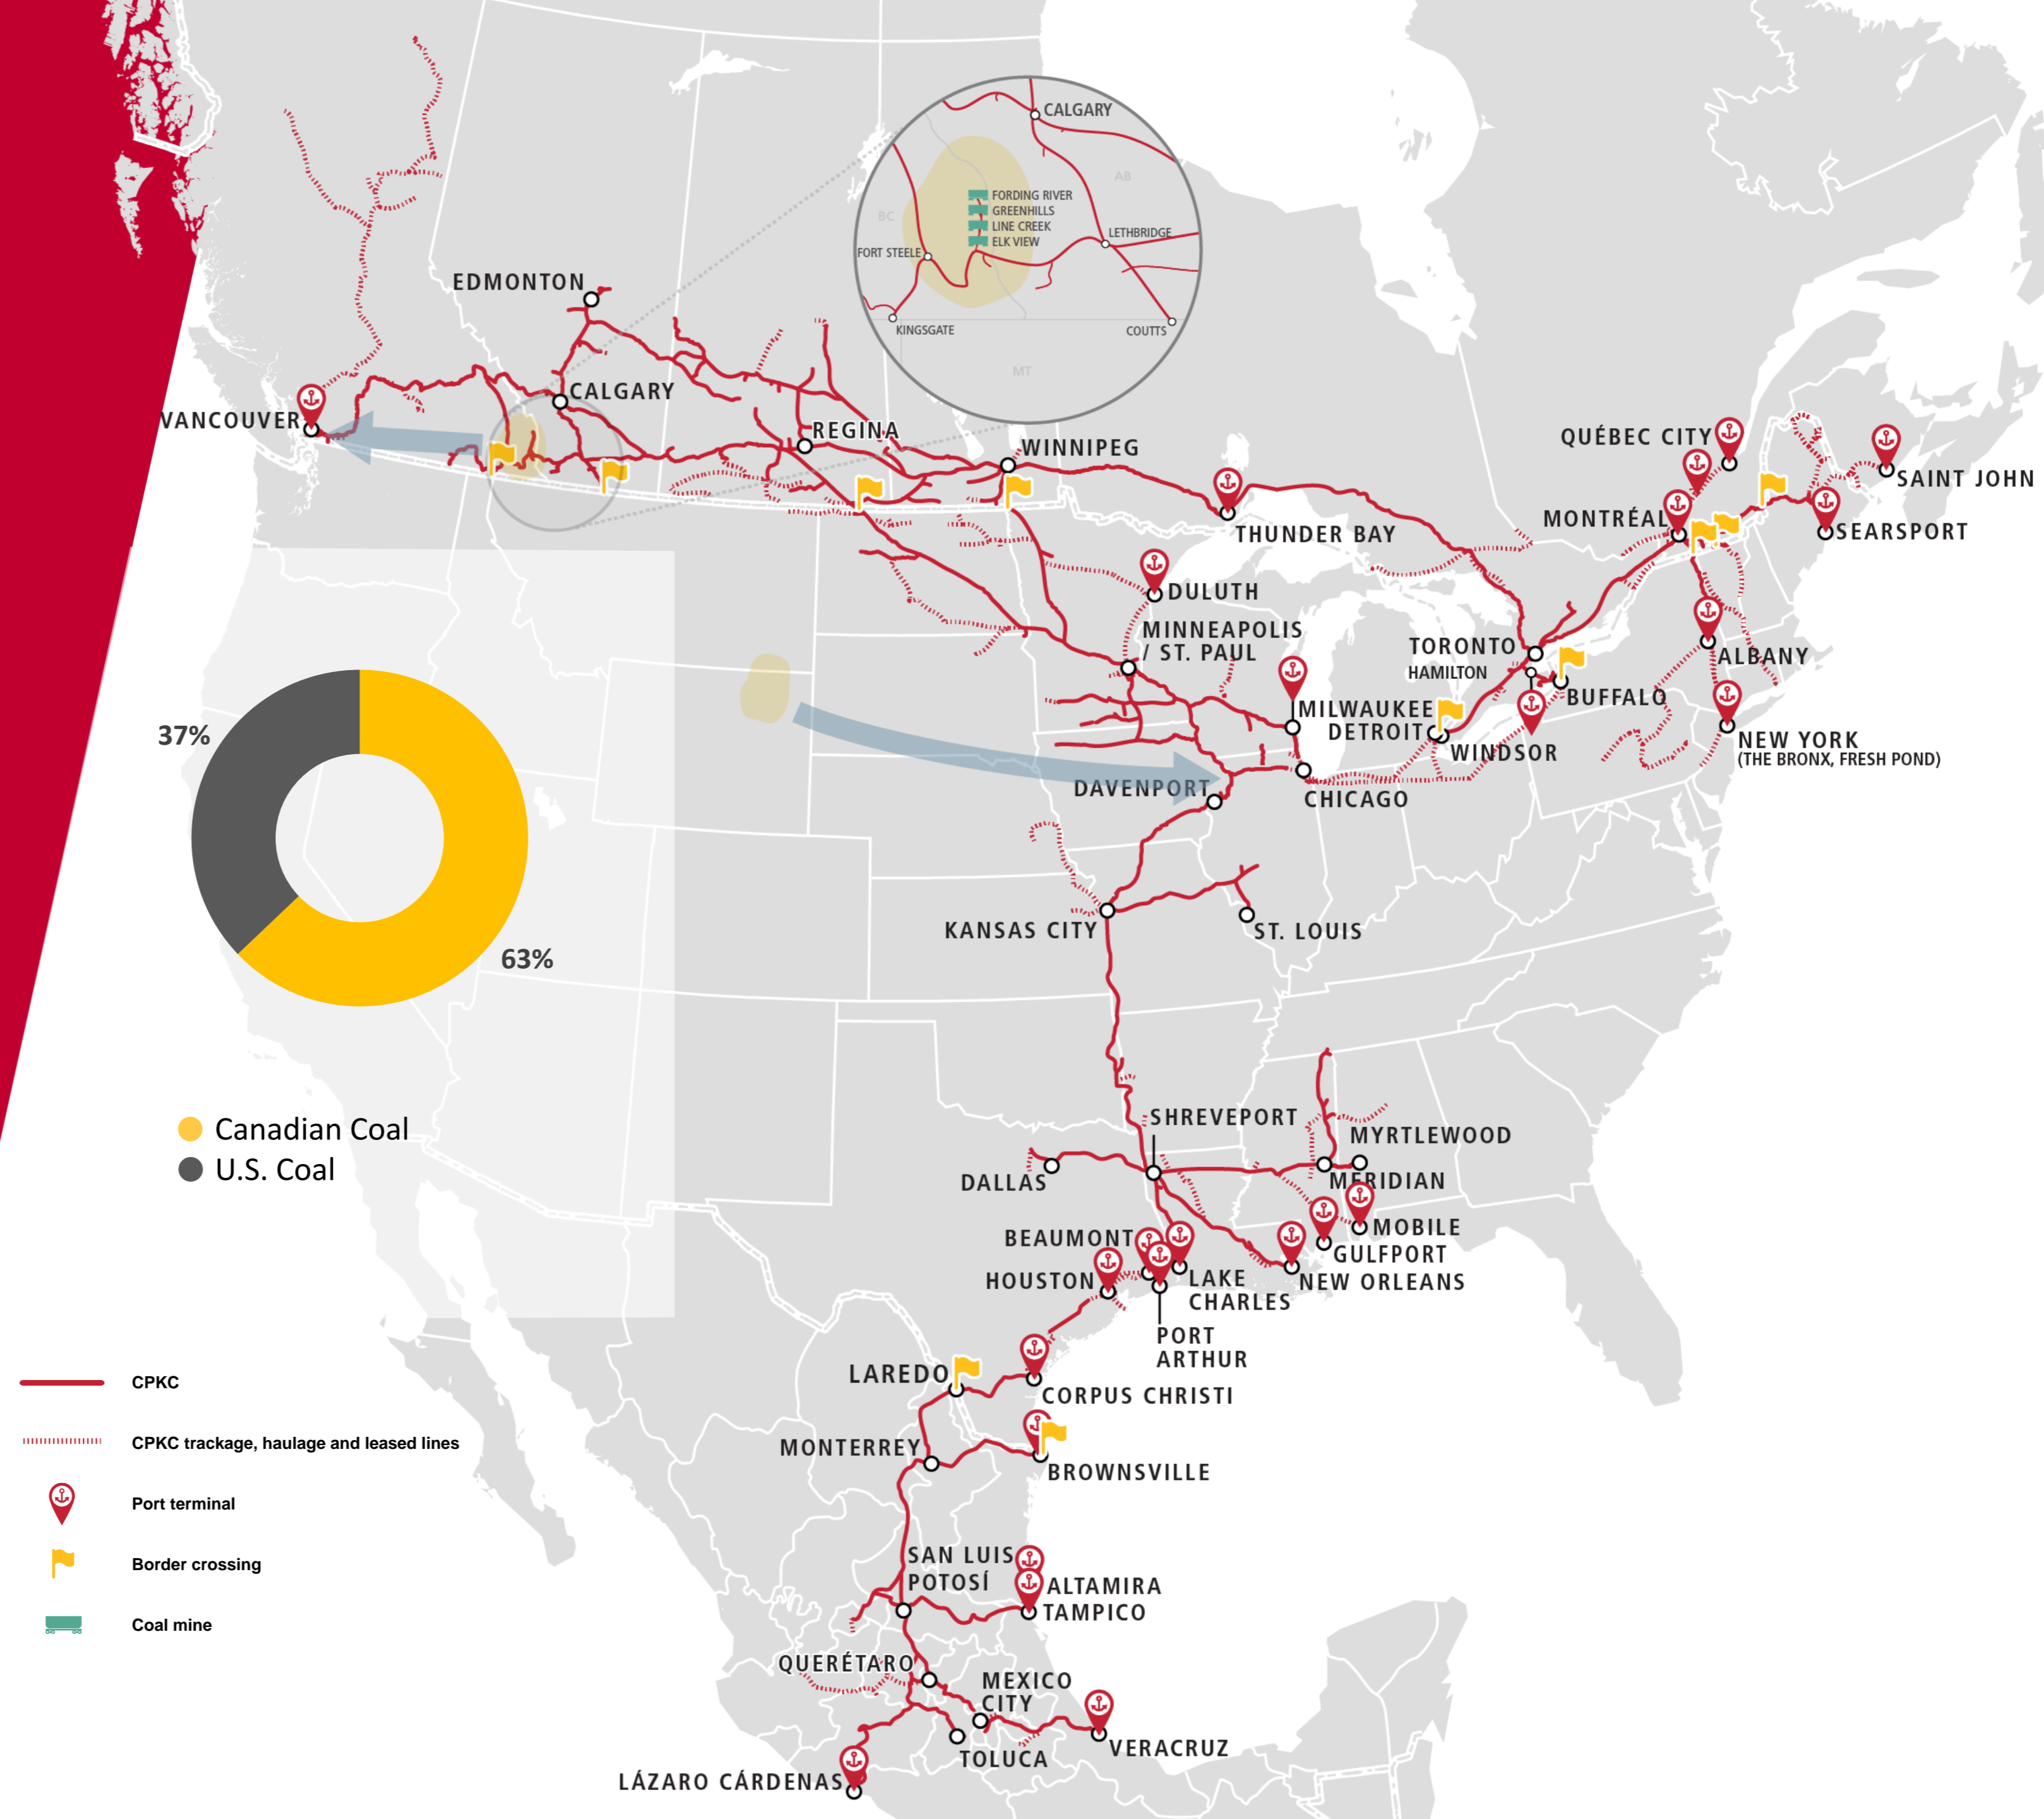 CALGARY
AB
FORDING RIVER
GREENHILLS
LINE CREEK
ELK VIEW
BC
LETHBRIDGE
FORT STEELE
KINGSGATE
COUTTS
MT
EDMONTON
CALGARY
VANCOUVER
REGINA
WINNIPEG
THUNDER BAY
QUÉBEC CITY
SAINT JOHN
MONTRÉAL
SEARSPORT
DULUTH
MINNEAPOLIS
/ ST. PAUL
TORONTO
HAMILTON
ALBANY
BUFFALO
MILWAUKEE
DETROIT
WINDSOR
NEW YORK
(THE BRONX, FRESH POND)
DAVENPORT
CHICAGO
KANSAS CITY
ST. LOUIS
37%
63%
Canadian Coal
U.S. Coal
SHREVEPORT
MYRTLEWOOD
DALLAS
MERIDIAN
BEAUMONT
MOBILE
GULFPORT
HOUSTON
LAKE
CHARLES
NEW ORLEANS
PORT
ARTHUR
LAREDO
CORPUS CHRISTI
MONTERREY
BROWNSVILLE
SAN LUIS
POTOSÍ
ALTAMIRA
TAMPICO
QUERÉTARO
MEXICO
CITY
TOLUCA
VERACRUZ
LÁZARO CÁRDENAS
CPKC
CPKC trackage, haulage and leased lines
Port terminal
Border crossing
Coal mine